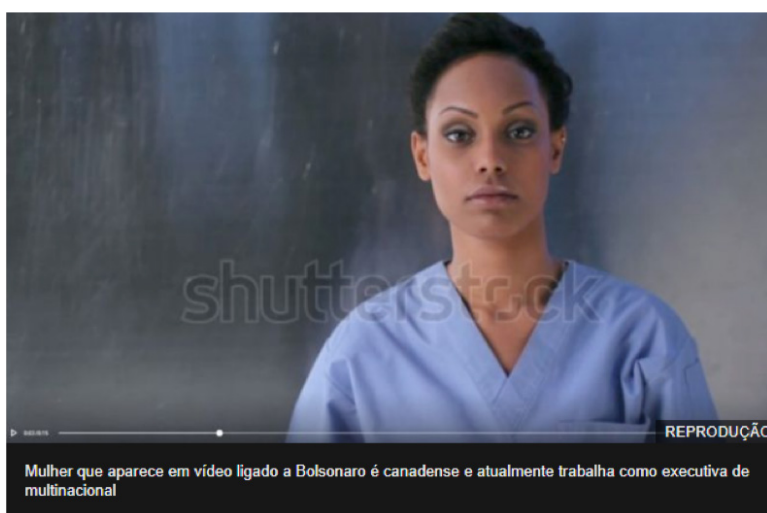 shutterstock
REPRODUÇÃO
Mulher que aparece em vídeo ligado a Bolsonaro é canadense e atualmente trabalha como executiva de
multinacional